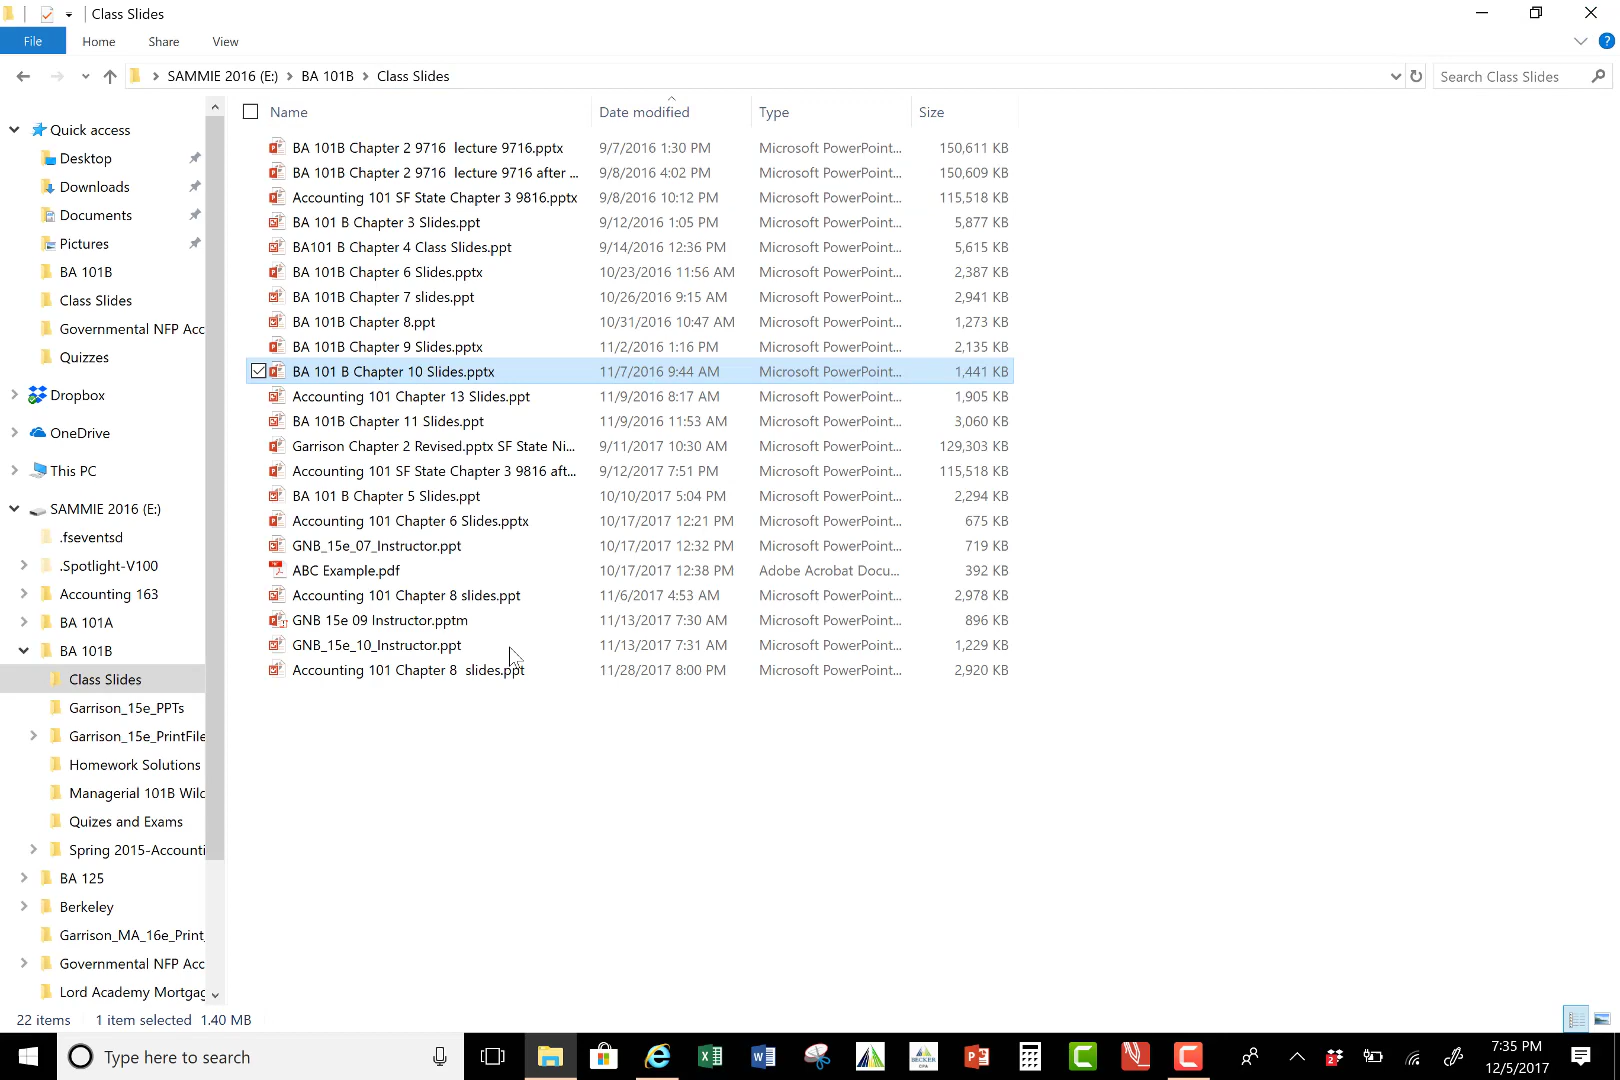 Class Slides
File Home Share View
SAMMIE 2016 (E:) BA 101B Class Slides
Search Class Slides
Name Date modified Type Size
BA 101B Chapter 2 9716  lecture 9716.pptx 9/7/2016 1:30 PM Microsoft PowerPoint... 150,611 KB
BA 101B Chapter 2 9716  lecture 9716 after ... 9/8/2016 4:02 PM Microsoft PowerPoint... 150,609 KB
Accounting 101 SF State Chapter 3 9816.pptx 9/8/2016 10:12 PM Microsoft PowerPoint... 115,518 KB
BA 101 B Chapter 3 Slides.ppt 9/12/2016 1:05 PM Microsoft PowerPoint... 5,877 KB
BA101 B Chapter 4 Class Slides.ppt 9/14/2016 12:36 PM Microsoft PowerPoint... 5,615 KB
BA 101B Chapter 6 Slides.pptx 10/23/2016 11:56 AM Microsoft PowerPoint... 2,387 KB
BA 101B Chapter 7 slides.ppt 10/26/2016 9:15 AM Microsoft PowerPoint... 2,941 KB
BA 101B Chapter 8.ppt 10/31/2016 10:47 AM Microsoft PowerPoint... 1,273 KB
BA 101B Chapter 9 Slides.pptx 11/2/2016 1:16 PM Microsoft PowerPoint... 2,135 KB
BA 101 B Chapter 10 Slides.pptx 11/7/2016 9:44 AM Microsoft PowerPoint... 1,441 KB
Accounting 101 Chapter 13 Slides.ppt 11/9/2016 8:17 AM Microsoft PowerPoint... 1,905 KB
BA 101B Chapter 11 Slides.ppt 11/9/2016 11:53 AM Microsoft PowerPoint... 3,060 KB
Garrison Chapter 2 Revised.pptx SF State Ni... 9/11/2017 10:30 AM Microsoft PowerPoint... 129,303 KB
Accounting 101 SF State Chapter 3 9816 aft... 9/12/2017 7:51 PM Microsoft PowerPoint... 115,518 KB
BA 101 B Chapter 5 Slides.ppt 10/10/2017 5:04 PM Microsoft PowerPoint... 2,294 KB
Accounting 101 Chapter 6 Slides.pptx 10/17/2017 12:21 PM Microsoft PowerPoint... 675 KB
GNB_15e_07_Instructor.ppt 10/17/2017 12:32 PM Microsoft PowerPoint... 719 KB
ABC Example.pdf 10/17/2017 12:38 PM Adobe Acrobat Docu... 392 KB
Accounting 101 Chapter 8 slides.ppt 11/6/2017 4:53 AM Microsoft PowerPoint... 2,978 KB
GNB 15e 09 Instructor.pptm 11/13/2017 7:30 AM Microsoft PowerPoint... 896 KB
GNB_15e_10_Instructor.ppt 11/13/2017 7:31 AM Microsoft PowerPoint... 1,229 KB
Accounting 101 Chapter 8  slides.ppt 11/28/2017 8:00 PM Microsoft PowerPoint... 2,920 KB
Quick access
Desktop
Downloads
Documents
Pictures
BA 101B
Class Slides
Governmental NFP Acc
Quizzes
Dropbox
OneDrive
This PC
SAMMIE 2016 (E:)
.fseventsd
.Spotlight-V100
Accounting 163
BA 101A
BA 101B
Class Slides
Garrison_15e_PPTs
Garrison_15e_PrintFile
Homework Solutions
Managerial 101B Wilc
Quizes and Exams
Spring 2015-Accounti
BA 125
Berkeley
Garrison_MA_16e_Print_
Governmental NFP Acc
Lord Academy Mortgag
22 items 1 item selected 1.40 MB
Type here to search
BECKER
CPA
7:35 PM
12/5/2017